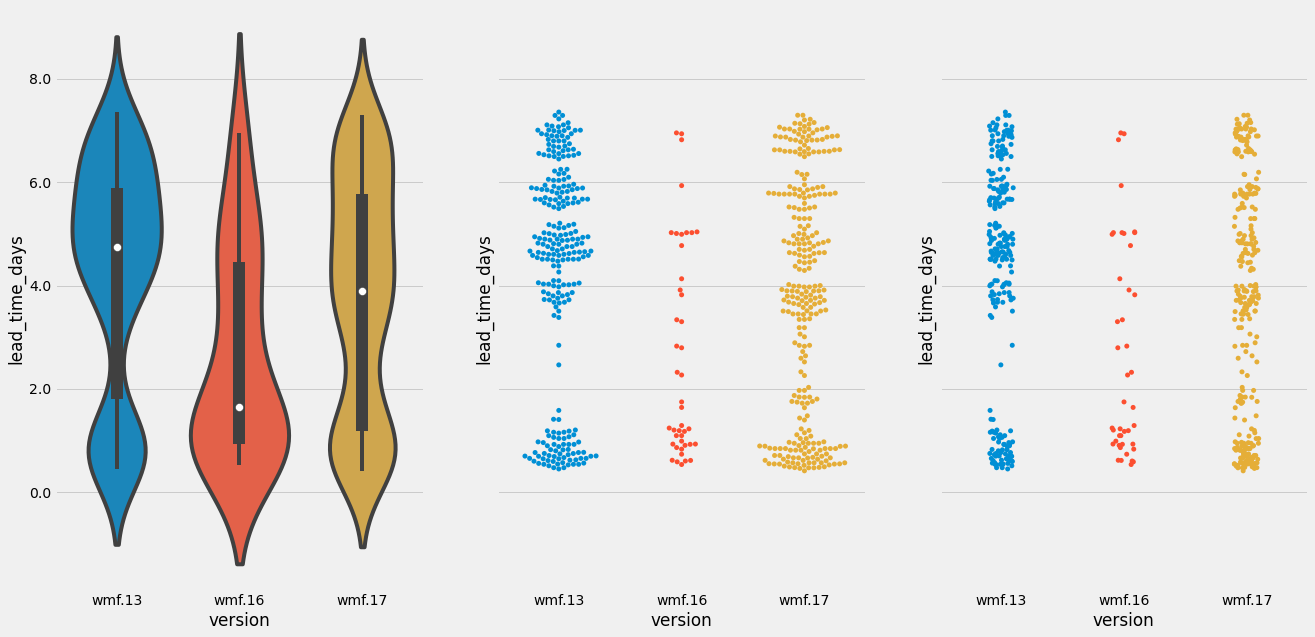 8.0
6.0
4.0
2.0
0.0
lead_time_days
wmf.13 wmf.16 wmf.17
version
lead_time_days
wmf.13 wmf.16 wmf.17
version
lead_time_days
wmf.13 wmf.16 wmf.17
version